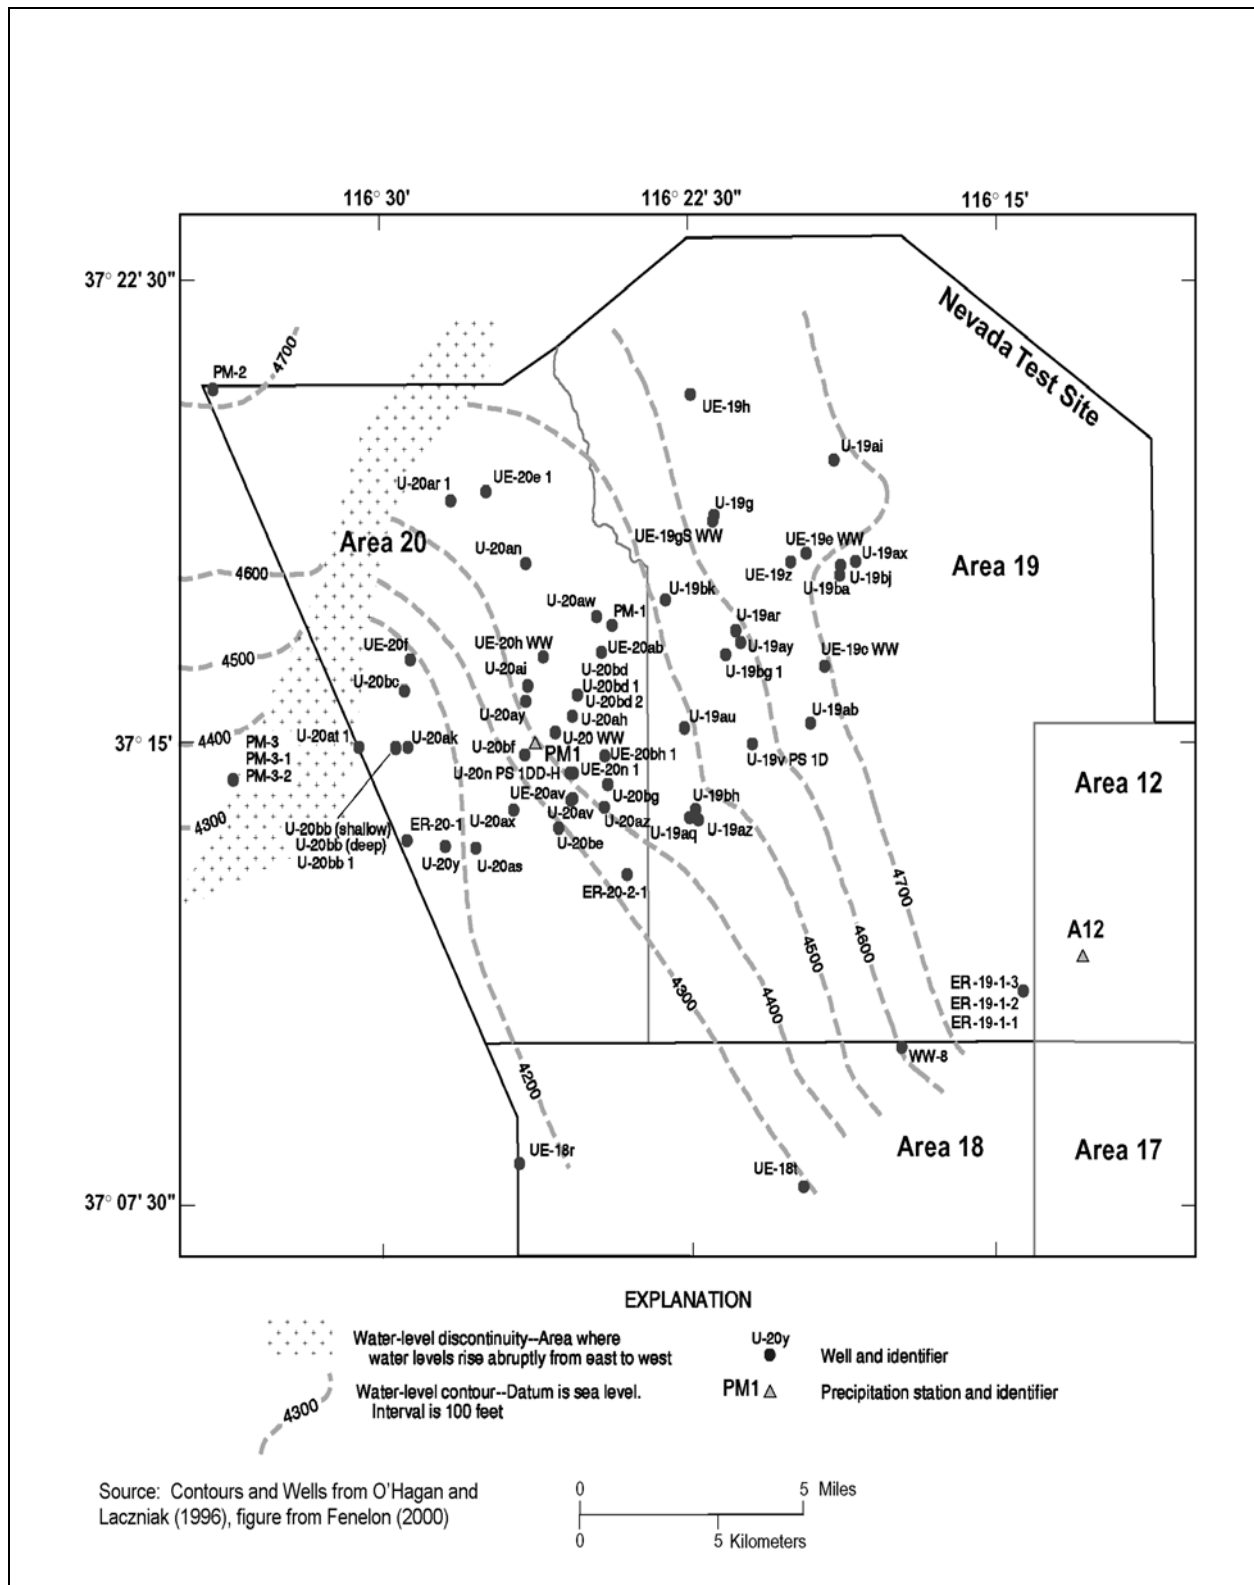 116° 30'
116° 22' 30"
116° 15'
37° 22' 30"
Nevada Test Site
4700
PM-2
UE-19h
U-19ai
UE-20e 1
U-20ar 1
U-19g
UE-19gS WW
Area 20
UE-19e WW
U-19ax
U-20an
UE-19z
U-19bj
U-19ba
Area 19
4600
U-19bk
U-20aw
PM-1
U-19ar
UE-20f
UE-20h WW
UE-20ab
U-19ay
UE-19c WW
4500
U-20ai
U-20bd
U-19bg 1
U-20bc
U-20bd 1
U-20bd 2
U-20ay
U-20ah
U-19au
U-19ab
4400
37° 15'
PM-3
PM-3-1
PM-3-2
U-20at 1
U-20ak
U-20 WW
U-20bf
PM1
UE-20bh 1
U-19v PS 1D
U-20n PS 1DD-H
UE-20n 1
Area 12
UE-20av
U-20bg
U-19bh
4300
U-20bb (shallow)
U-20bb (deep)
U-20bb 1
ER-20-1
U-20ax
U-20av
U-20az
U-19aq
U-19az
U-20y
U-20as
U-20be
ER-20-2-1
4700
A12
4600
4500
4400
4300
ER-19-1-3
ER-19-1-2
ER-19-1-1
WW-8
4200
Area 18
Area 17
UE-18r
UE-18t
37° 07' 30"
EXPLANATION
Water-level discontinuity--Area where
water levels rise abruptly from east to west
U-20y
Well and identifier
Water-level contour--Datum is sea level.
Interval is 100 feet
4300
PM1
Precipitation station and identifier
Source: Contours and Wells from O'Hagan and
Laczniak (1996), figure from Fenelon (2000)
0 5 Miles
0 5 Kilometers